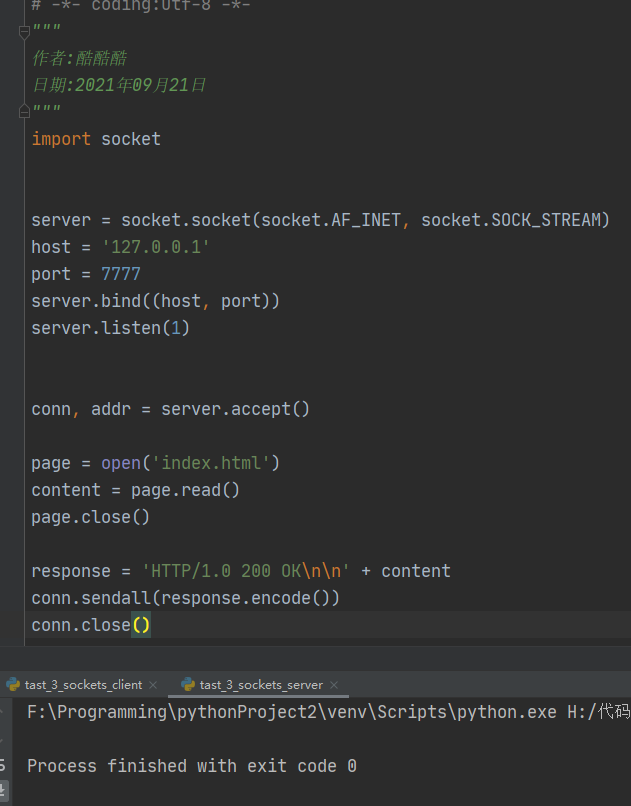 # -*- coding:utf-8 -*-
"""
作者:酷酷酷
日期:2021年09月21日
"""
import socket
server = socket.socket(socket.AF_INET, socket.SOCK_STREAM)
host = '127.0.0.1'
port = 7777
server.bind((host, port))
server.listen(1)
conn, addr = server.accept()
page = open('index.html')
content = page.read()
page.close()
response = 'HTTP/1.0 200 OK\n\n' + content
conn.sendall(response.encode())
conn.close()
tast_3_sockets_client × tast_3_sockets_server ×
F:\Programming\pythonProject2\venv\Scripts\python.exe H:/代码
Process finished with exit code 0